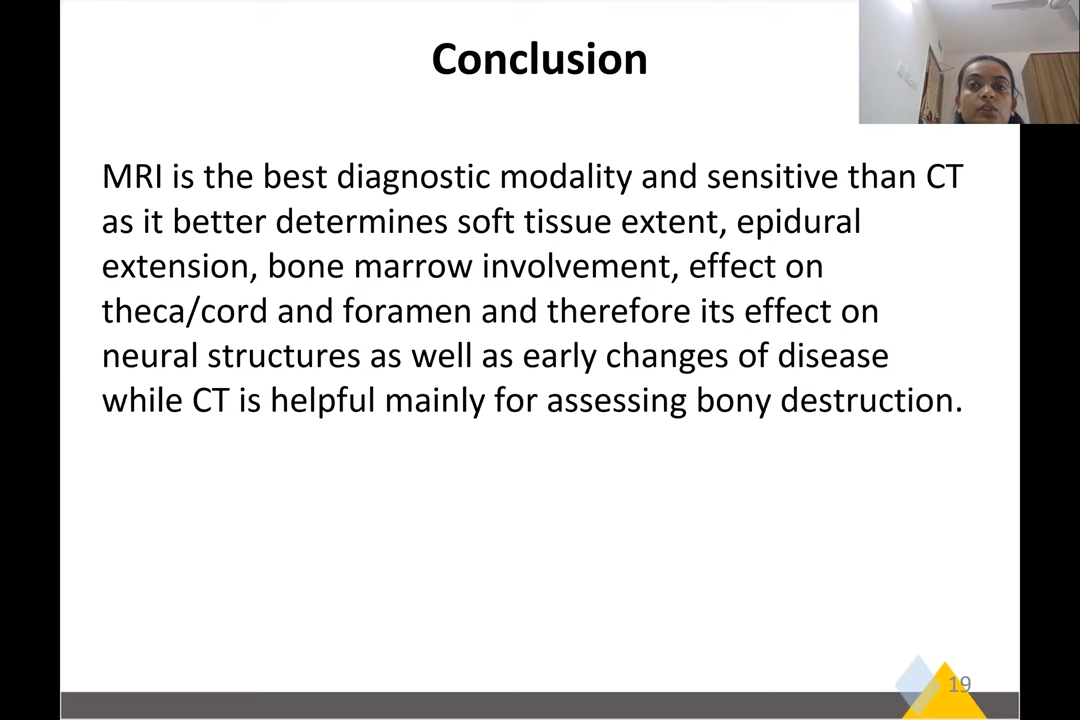 Conclusion
MRI is the best diagnostic modality and sensitive than CT
as it better determines soft tissue extent, epidural
extension, bone marrow involvement, effect on
theca/cord and foramen and therefore its effect on
neural structures as well as early changes of disease
while CT is helpful mainly for assessing bony destruction.
19